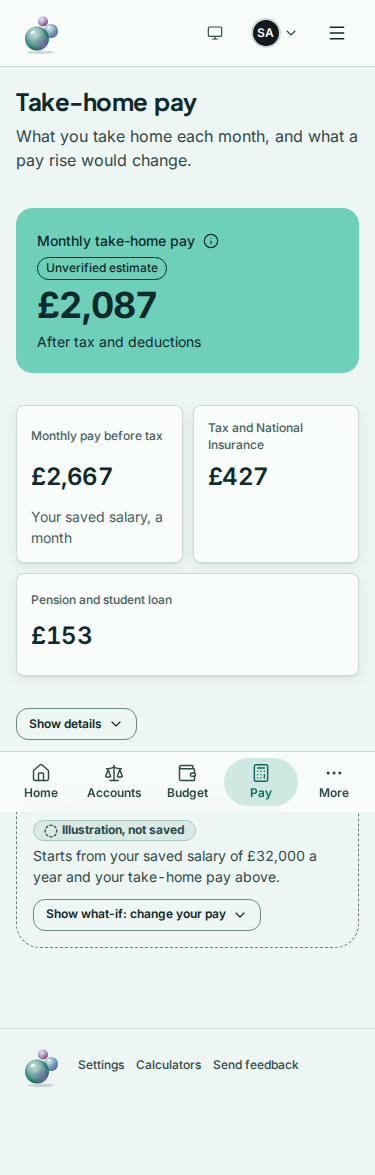 SA
Take-home pay
What you take home each month, and what a
pay rise would change.
Monthly take-home pay
Unverified estimate
£2,087
After tax and deductions
Monthly pay before tax
£2,667
Your saved salary, a
month
Tax and National
Insurance
£427
Pension and student loan
£153
Show details
Home
Accounts
Budget
Pay
More
Illustration, not saved
Starts from your saved salary of £32,000 a
year and your take-home pay above.
Show what-if: change your pay
Settings
Calculators
Send feedback